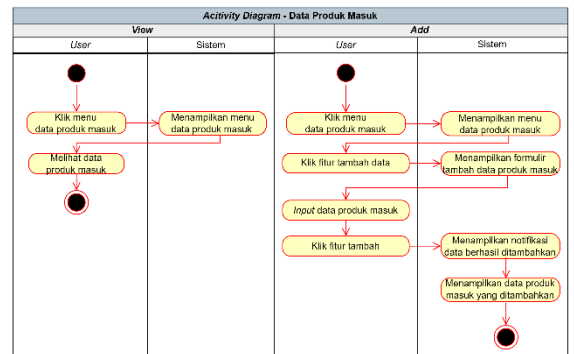 Acitivity Diagram - Data Produk Masuk
View
Add
User
Sistem
User
Sistem
Klik menu
data produk masuk
Menampilkan menu
data produk masuk
Melihat data
produk masuk
Klik menu
data produk masuk
Menampilkan menu
data produk masuk
Klik fitur tambah data
Menampilkan formulir
tambah data produk masuk
Input data produk masuk
Klik fitur tambah
Menampilkan notifikasi
data berhasil ditambahkan
Menampilkan data produk
masuk yang ditambahkan